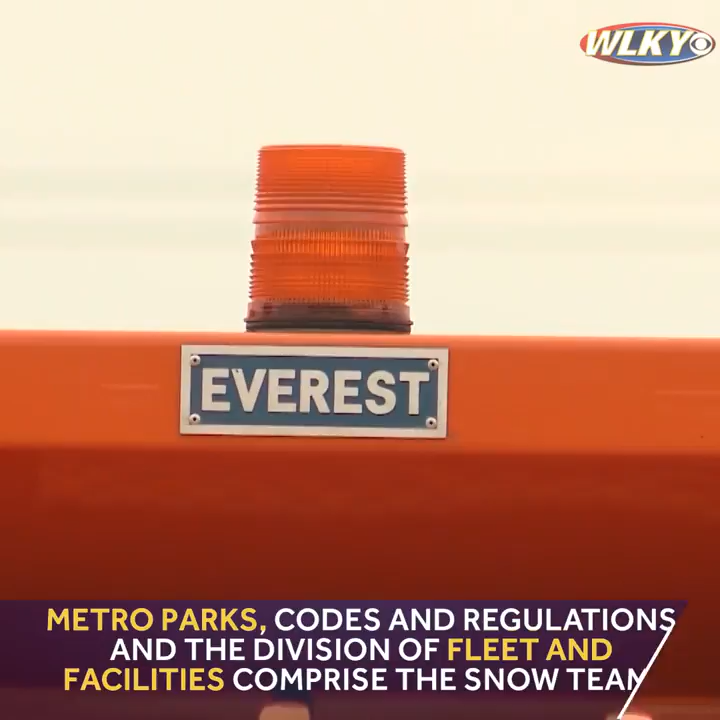 WLKY
EVEREST
METRO PARKS, CODES AND REGULATIONS
AND THE DIVISION OF FLEET AND
FACILITIES COMPRISE THE SNOW TEAM